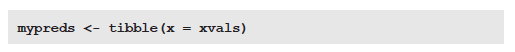 mypreds <- tibble(x = xvals)